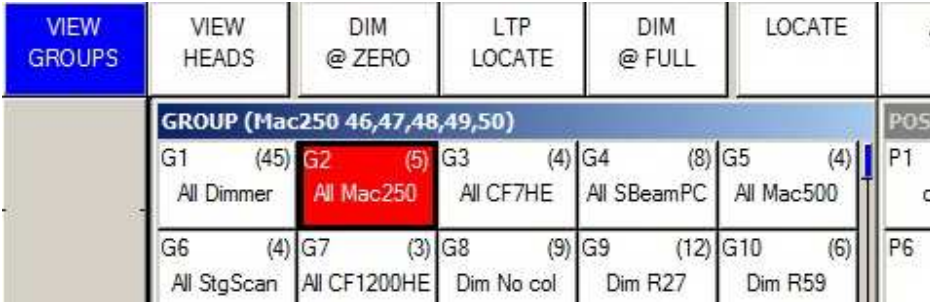 VIEW GROUPS
VIEW HEADS
DIM @ ZERO
LTP LOCATE
DIM @ FULL
LOCATE
GROUP (Mac250 46,47,48,49,50)
POS
G1 (45) G2 (5) G3 (4) G4 (8) G5 (4) P1
All Dimmer All Mac250 All CF7HE All SBeamPC All Mac500
G6 (4) G7 (3) G8 (9) G9 (12) G10 (6) P6
All StgScan All CF1200HE Dim No col Dim R27 Dim R59